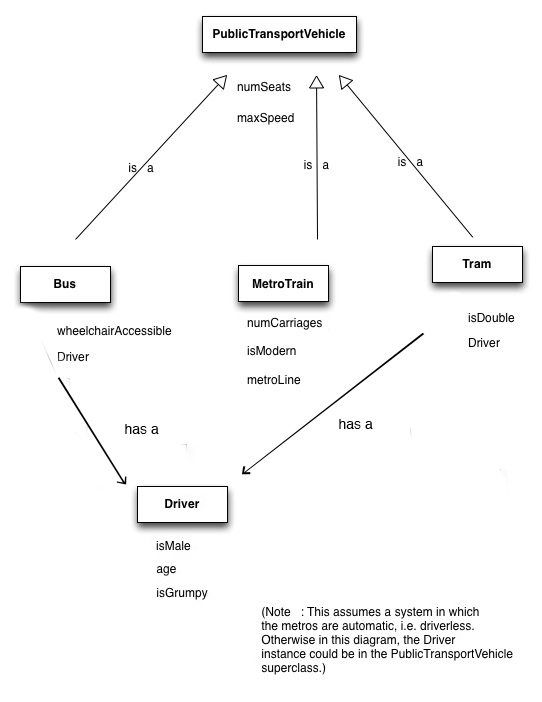 PublicTransportVehicle
numSeats
maxSpeed
is a
is a
is a
Bus
MetroTrain
Tram
wheelchairAccessible
Driver
numCarriages
isModern
metroLine
isDouble
Driver
has a
has a
Driver
isMale
age
isGrumpy
(Note : This assumes a system in which
the metros are automatic, i.e. driverless.
Otherwise in this diagram, the Driver
instance could be in the PublicTransportVehicle
superclass.)